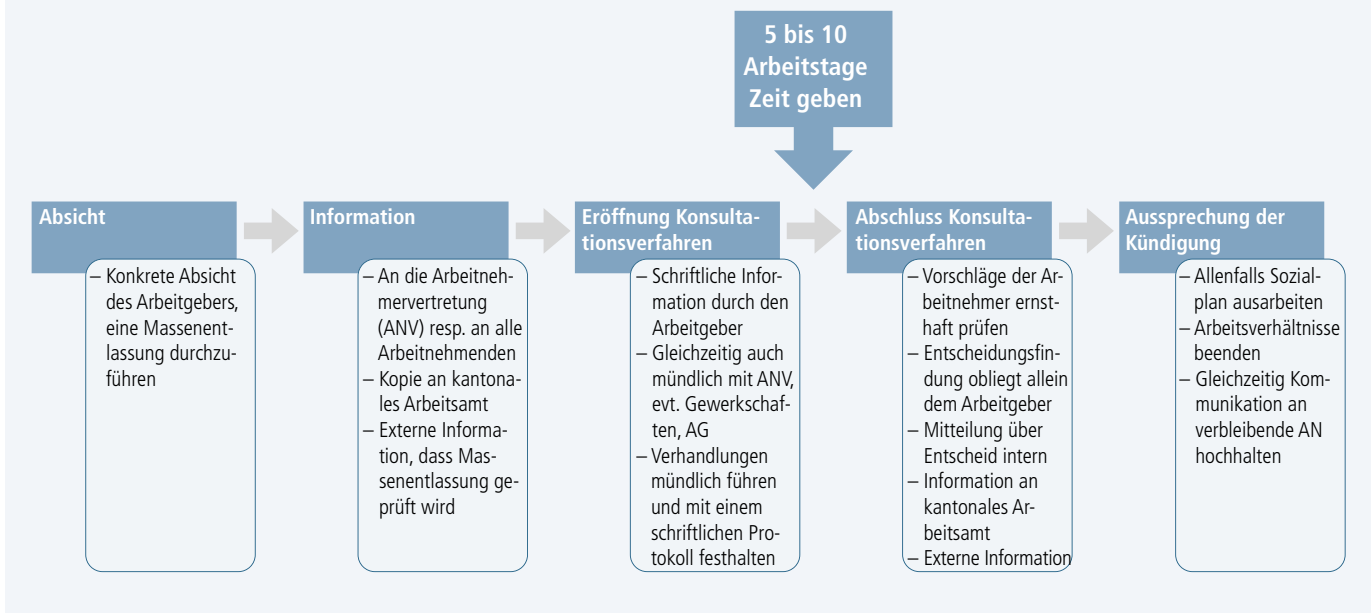 5 bis 10
Arbeitstage
Zeit geben
Absicht
– Konkrete Absicht
des Arbeitgebers,
eine Massenent-
lassung durchzu-
führen
Information
– An die Arbeitneh-
mervertretung
(ANV) resp. an alle
Arbeitnehmenden
– Kopie an kantona-
les Arbeitsamt
– Externe Informa-
tion, dass Mas-
senentlassung ge-
prüft wird
Eröffnung Konsulta-
tionsverfahren
– Schriftliche Infor-
mation durch den
Arbeitgeber
– Gleichzeitig auch
mündlich mit ANV,
evt. Gewerkschaf-
ten, AG
– Verhandlungen
mündlich führen
und mit einem
schriftlichen Pro-
tokoll festhalten
Abschluss Konsulta-
tionsverfahren
– Vorschläge der Ar-
beitnehmer ernst-
haft prüfen
– Entscheidungsfin-
dung obliegt allein
dem Arbeitgeber
– Mitteilung über
Entscheid intern
– Information an
kantonales Ar-
beitsamt
– Externe Information
Aussprechung der
Kündigung
– Allenfalls Sozial-
plan ausarbeiten
– Arbeitsverhältnisse
beenden
– Gleichzeitig Kom-
munikation an
verbleibende AN
hochhalten